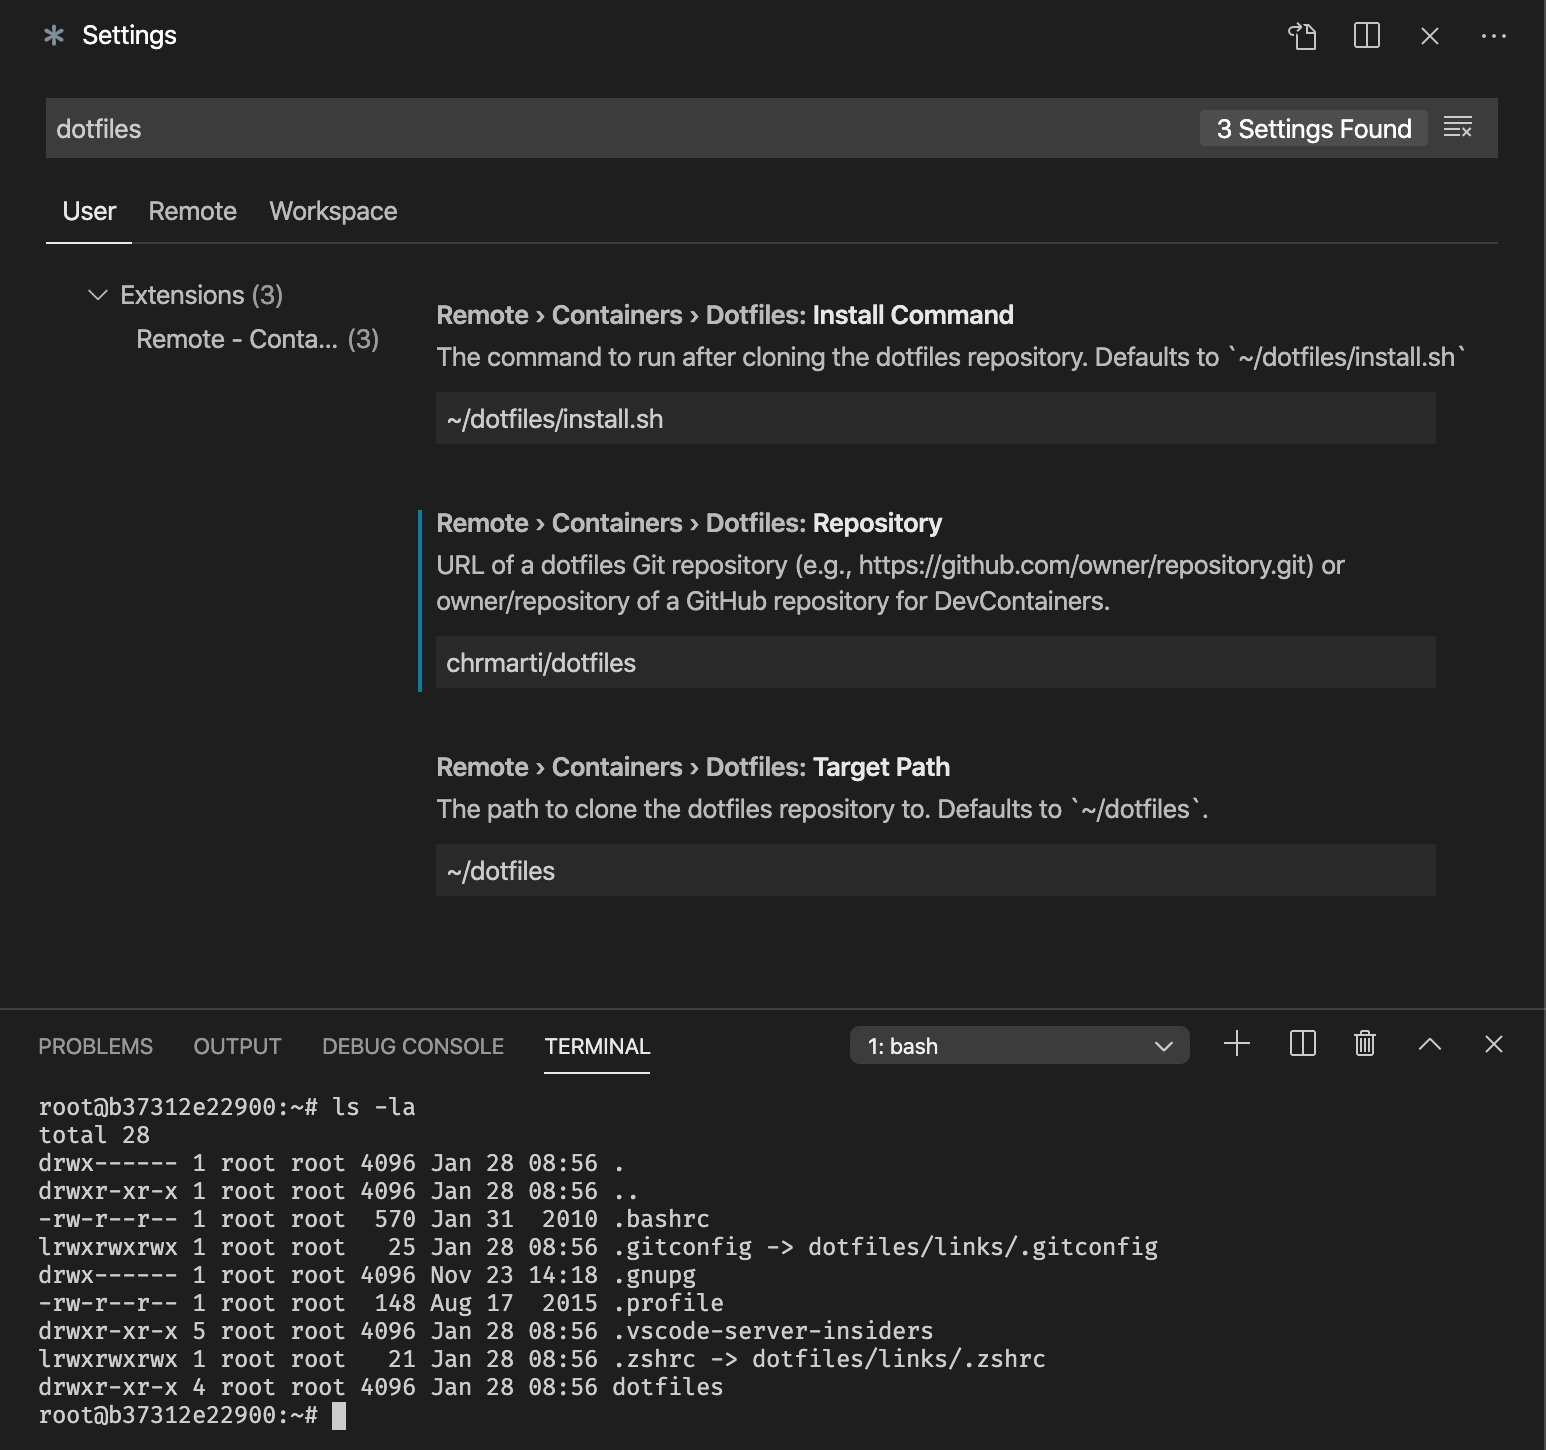 Settings
dotfiles
3 Settings Found
User Remote Workspace
Extensions (3)
Remote - Conta... (3)
Remote › Containers › Dotfiles: Install Command
The command to run after cloning the dotfiles repository. Defaults to `~/dotfiles/install.sh`
~/dotfiles/install.sh
Remote › Containers › Dotfiles: Repository
URL of a dotfiles Git repository (e.g., https://github.com/owner/repository.git) or
owner/repository of a GitHub repository for DevContainers.
chrmarti/dotfiles
Remote › Containers › Dotfiles: Target Path
The path to clone the dotfiles repository to. Defaults to `~/dotfiles`.
~/dotfiles
PROBLEMS OUTPUT DEBUG CONSOLE TERMINAL 1: bash
root@b37312e22900:~# ls -la
total 28
drwx------ 1 root root 4096 Jan 28 08:56 .
drwxr-xr-x 1 root root 4096 Jan 28 08:56 ..
-rw-r--r-- 1 root root  570 Jan 31  2010 .bashrc
lrwxrwxrwx 1 root root   25 Jan 28 08:56 .gitconfig -> dotfiles/links/.gitconfig
drwx------ 1 root root 4096 Nov 23 14:18 .gnupg
-rw-r--r-- 1 root root  148 Aug 17  2015 .profile
drwxr-xr-x 5 root root 4096 Jan 28 08:56 .vscode-server-insiders
lrwxrwxrwx 1 root root   21 Jan 28 08:56 .zshrc -> dotfiles/links/.zshrc
drwxr-xr-x 4 root root 4096 Jan 28 08:56 dotfiles
root@b37312e22900:~#